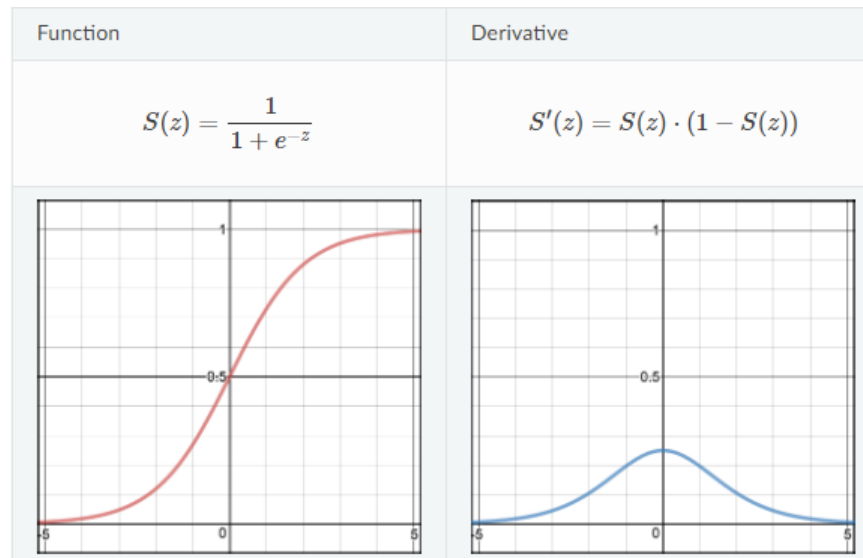 Function
Derivative
S(z) = 1 / (1 + e^{-z})
S′(z) = S(z) · (1 − S(z))
1
0.5
-5
0
5
1
0.5
-5
0
5